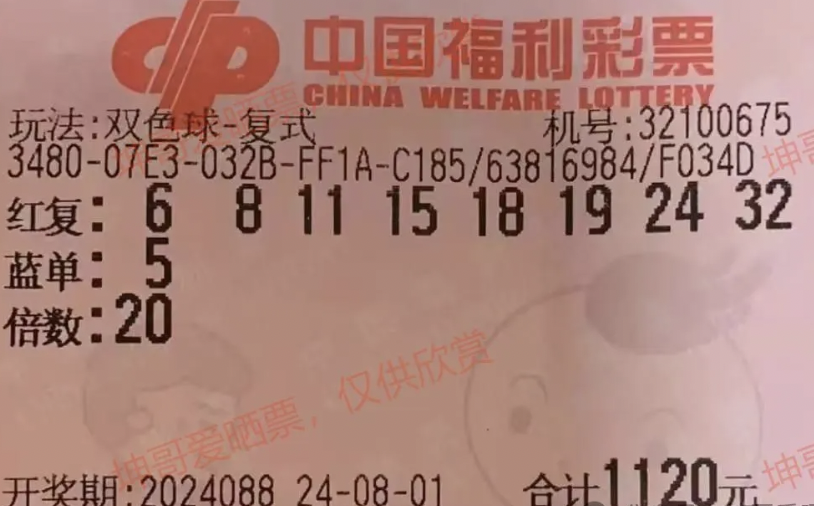 中国福利彩票
CHINA WELFARE LOTTERY
玩法:双色球-复式 机号:32100675
3480-07E3-032B-FF1A-C185/63816984/F034D
红复: 6 8 11 15 18 19 24 32
蓝单: 5
倍数:20
坤哥爱晒票，仅供欣赏
开奖期:2024088 24-08-01 合计1120元